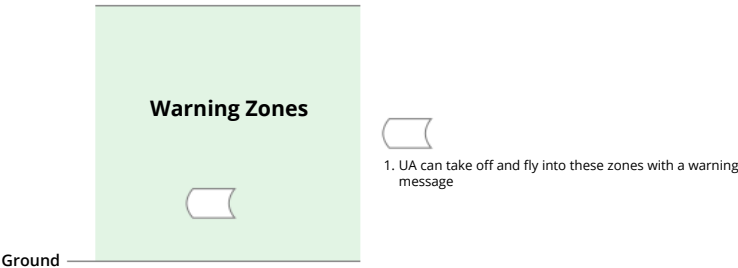 Warning Zones
1. UA can take off and fly into these zones with a warning
message
Ground